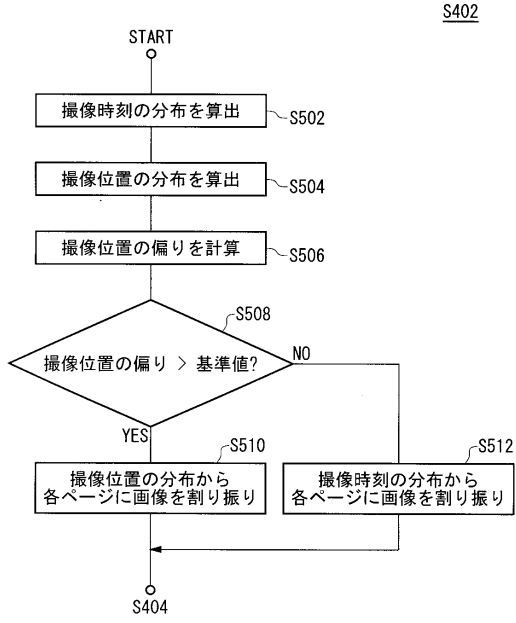 S402
START
撮像時刻の分布を算出
S502
撮像位置の分布を算出
S504
撮像位置の偏りを計算
S506
S508
撮像位置の偏り > 基準値?
NO
YES
S510
撮像位置の分布から
各ページに画像を割り振り
S512
撮像時刻の分布から
各ページに画像を割り振り
S404